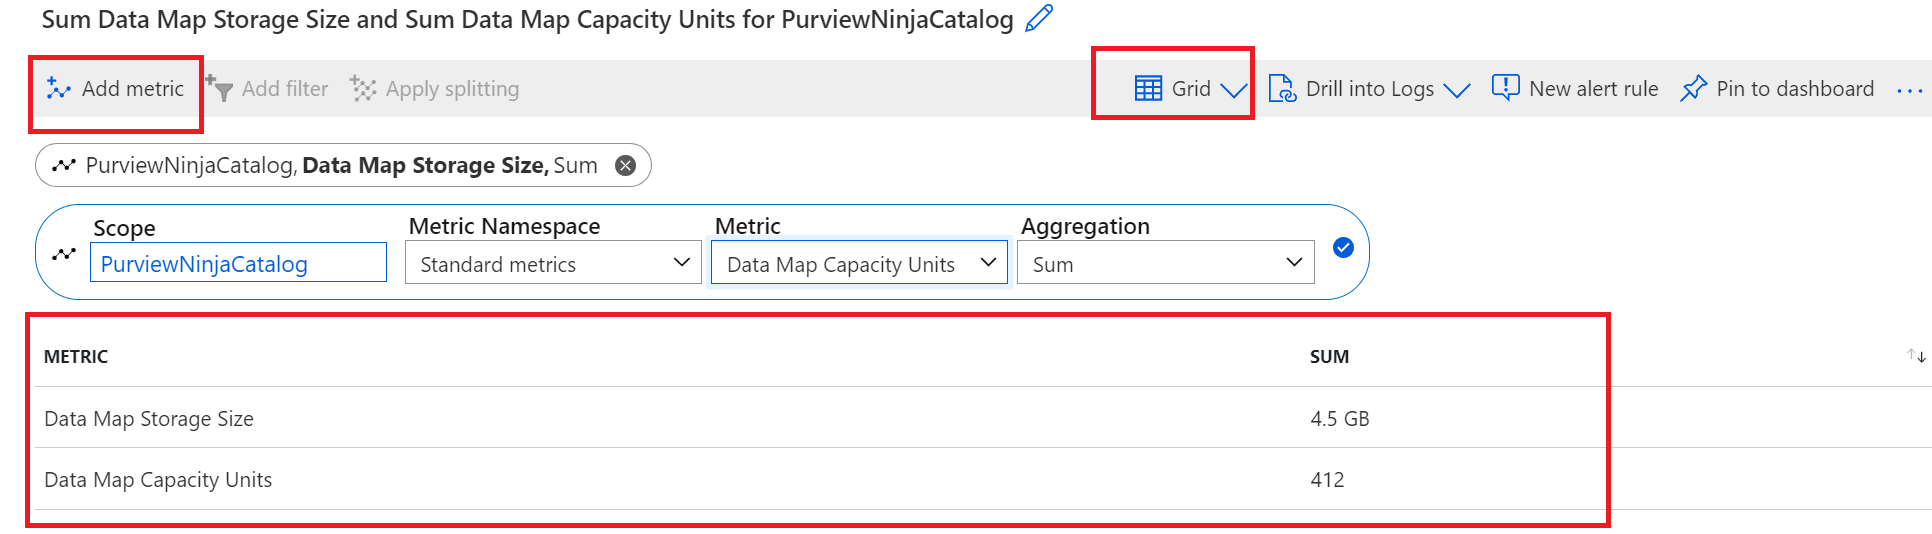 Sum Data Map Storage Size and Sum Data Map Capacity Units for PurviewNinjaCatalog
Add metric Add filter Apply splitting Grid Drill into Logs New alert rule Pin to dashboard ...
PurviewNinjaCatalog, Data Map Storage Size, Sum
Scope Metric Namespace Metric Aggregation
PurviewNinjaCatalog Standard metrics Data Map Capacity Units Sum
METRIC SUM
Data Map Storage Size 4.5 GB
Data Map Capacity Units 412